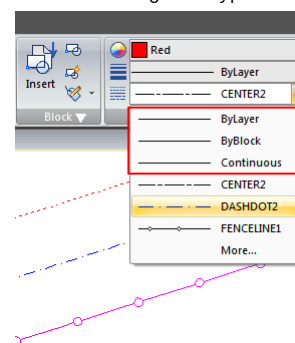 Red
ByLayer
Insert
CENTER2
Block
ByLayer
ByBlock
Continuous
CENTER2
DASHDOT2
FENCELINE1
More...